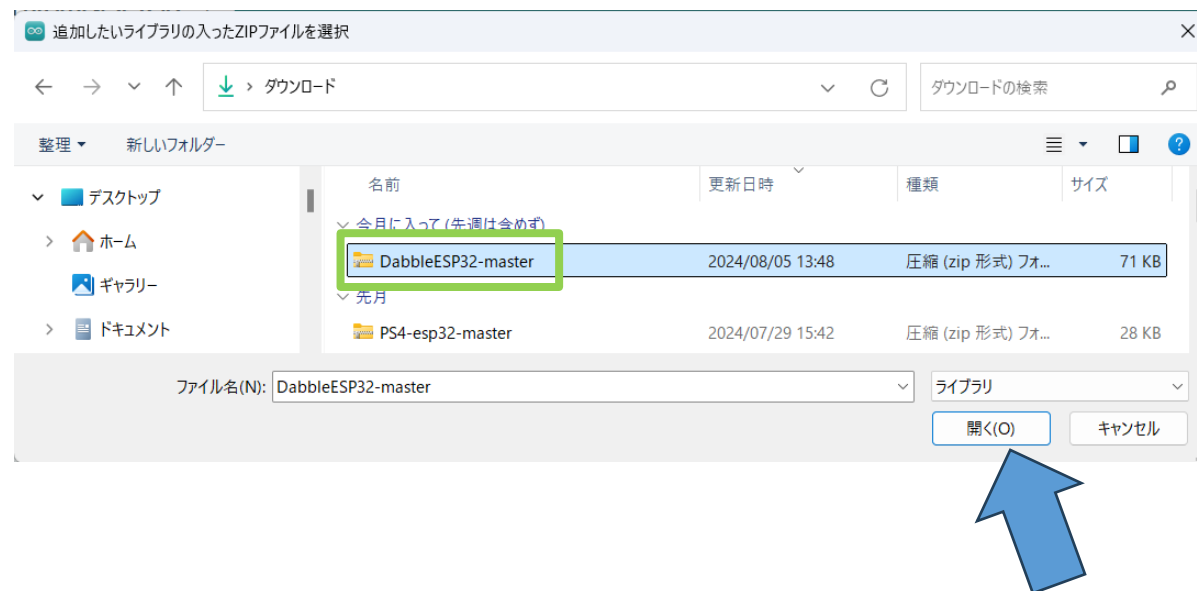 追加したいライブラリの入ったZIPファイルを選択
ダウンロード
ダウンロードの検索
整理
新しいフォルダー
名前 更新日時 種類 サイズ
デスクトップ
ホーム
ギャラリー
ドキュメント
今月に入って (先週は含めず)
DabbleESP32-master 2024/08/05 13:48 圧縮 (zip 形式) フォ... 71 KB
先月
PS4-esp32-master 2024/07/29 15:42 圧縮 (zip 形式) フォ... 28 KB
ファイル名(N): DabbleESP32-master ライブラリ
開く(O) キャンセル